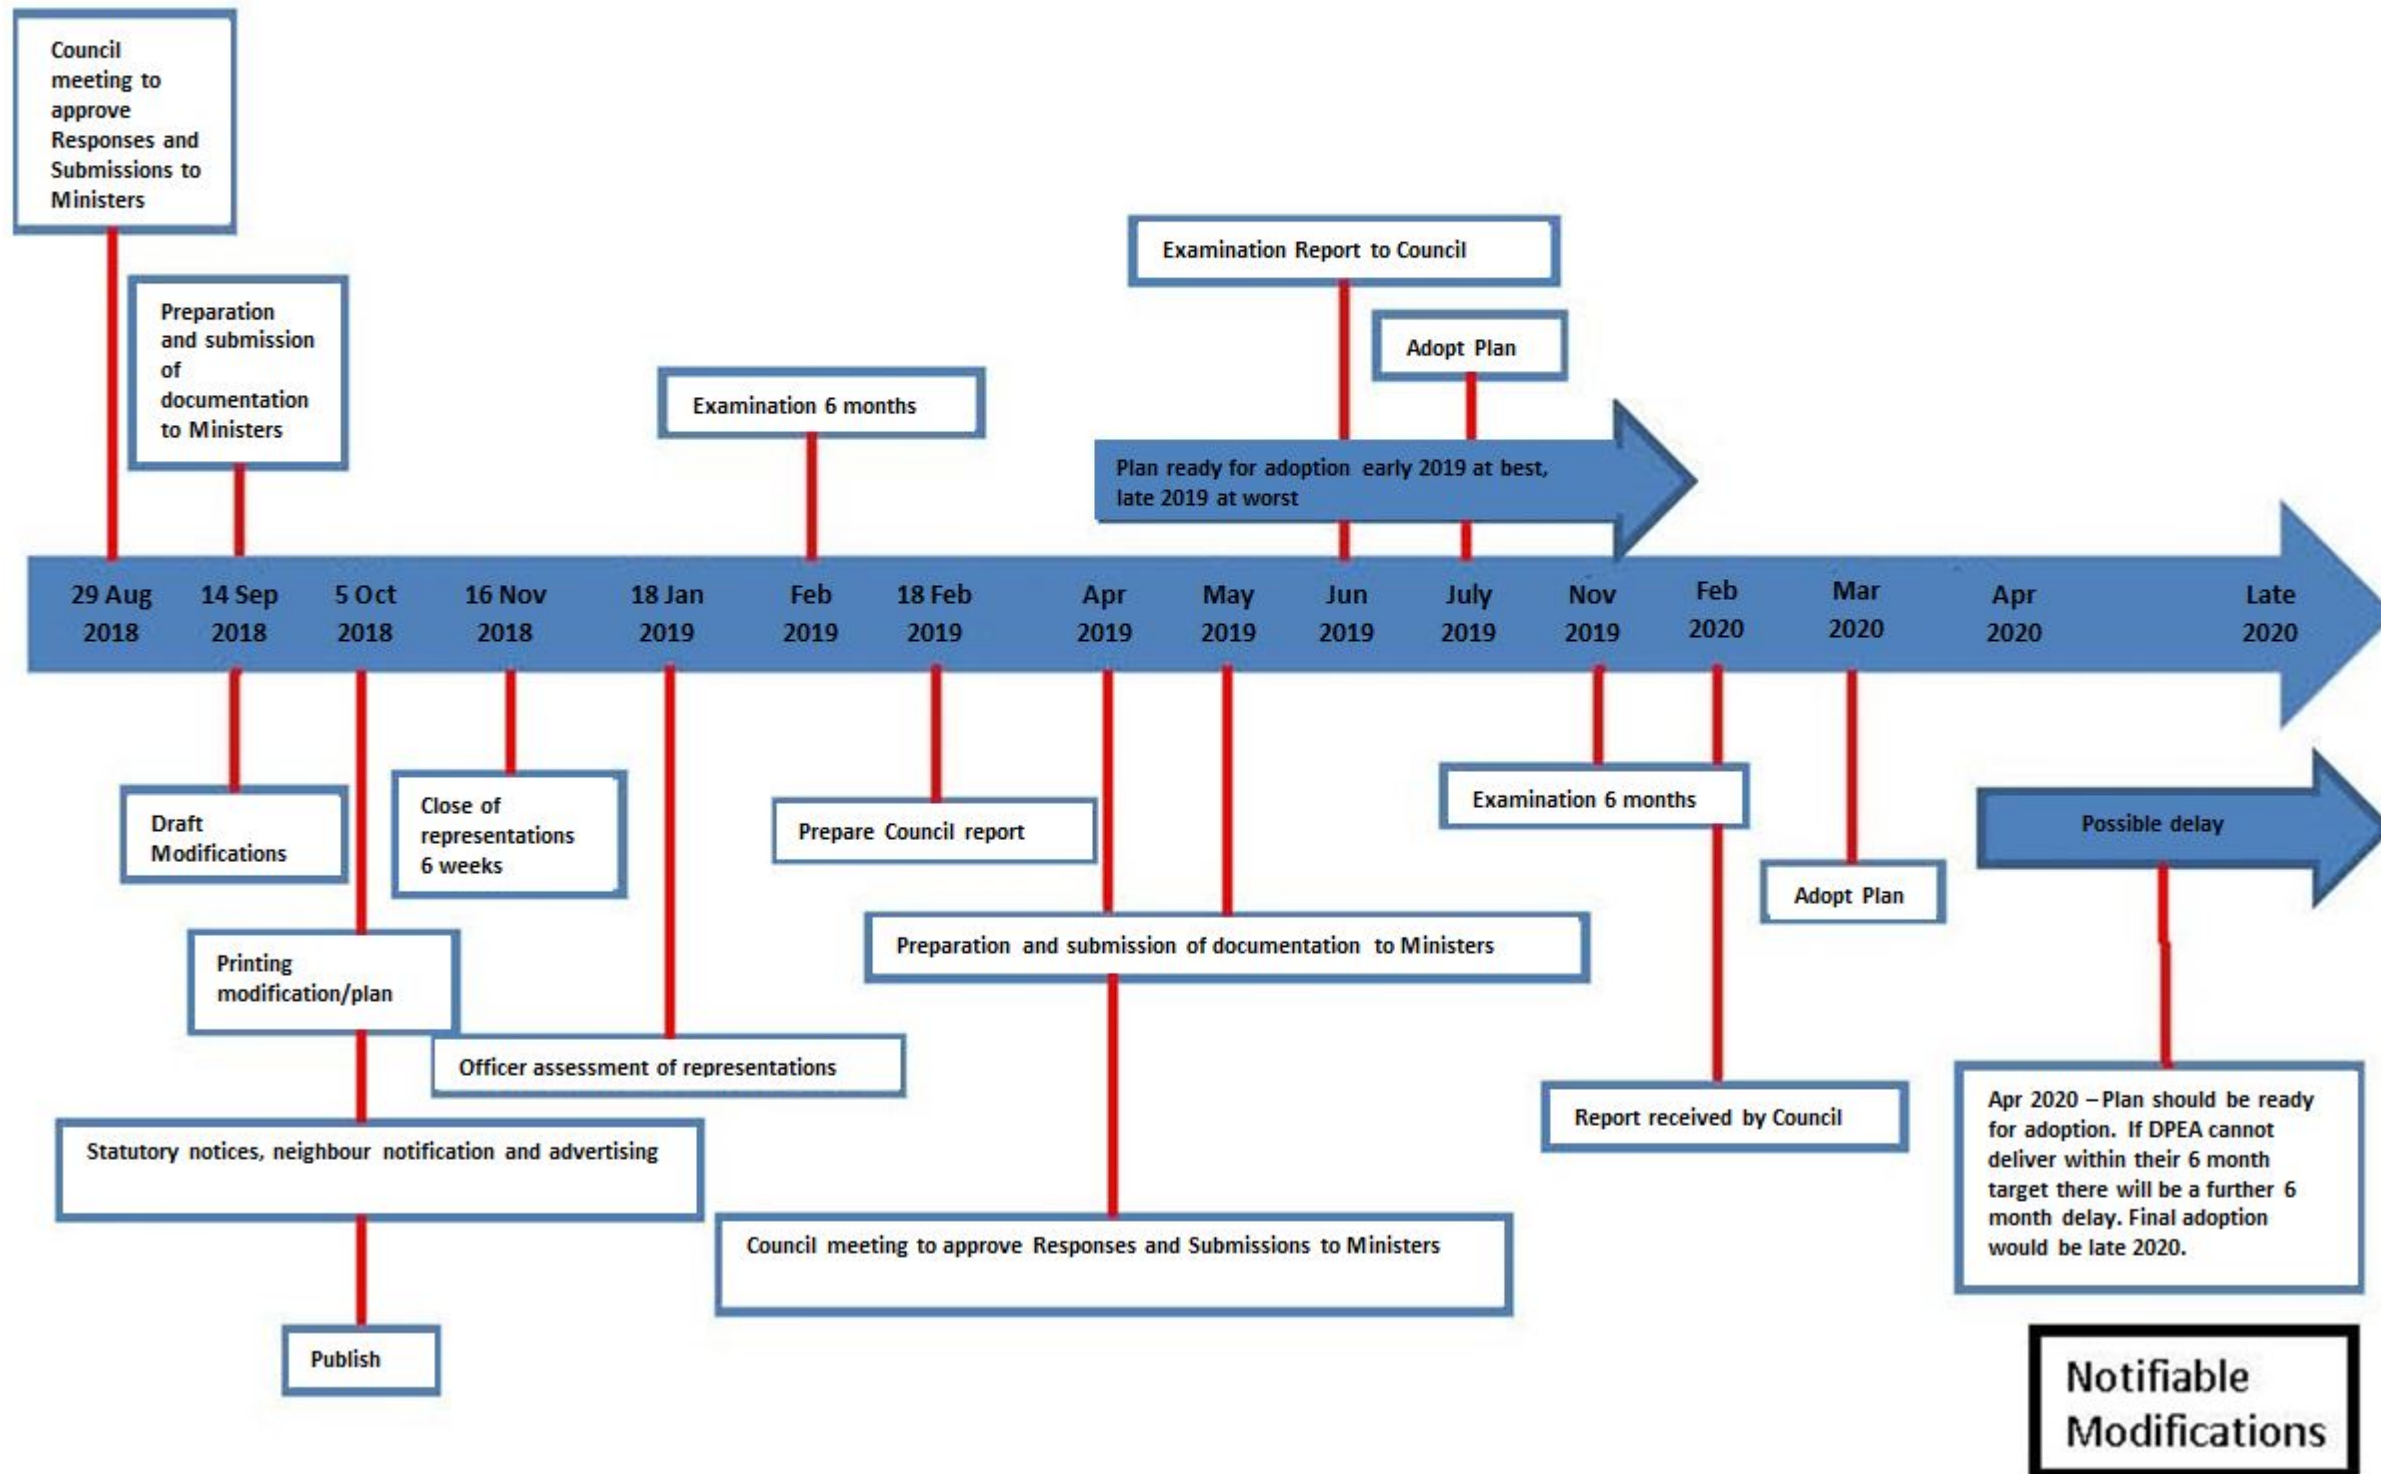 Council
meeting to
approve
Responses and
Submissions to
Ministers
Preparation
and submission
of
documentation
to Ministers
Examination 6 months
Examination Report to Council
Adopt Plan
Plan ready for adoption early 2019 at best,
late 2019 at worst
29 Aug
2018
14 Sep
2018
5 Oct
2018
16 Nov
2018
18 Jan
2019
Feb
2019
18 Feb
2019
Apr
2019
May
2019
Jun
2019
July
2019
Nov
2019
Feb
2020
Mar
2020
Apr
2020
Late
2020
Draft
Modifications
Close of
representations
6 weeks
Prepare Council report
Examination 6 months
Possible delay
Adopt Plan
Printing
modification/plan
Preparation and submission of documentation to Ministers
Officer assessment of representations
Report received by Council
Statutory notices, neighbour notification and advertising
Council meeting to approve Responses and Submissions to Ministers
Apr 2020 – Plan should be ready
for adoption. If DPEA cannot
deliver within their 6 month
target there will be a further 6
month delay. Final adoption
would be late 2020.
Publish
Notifiable
Modifications